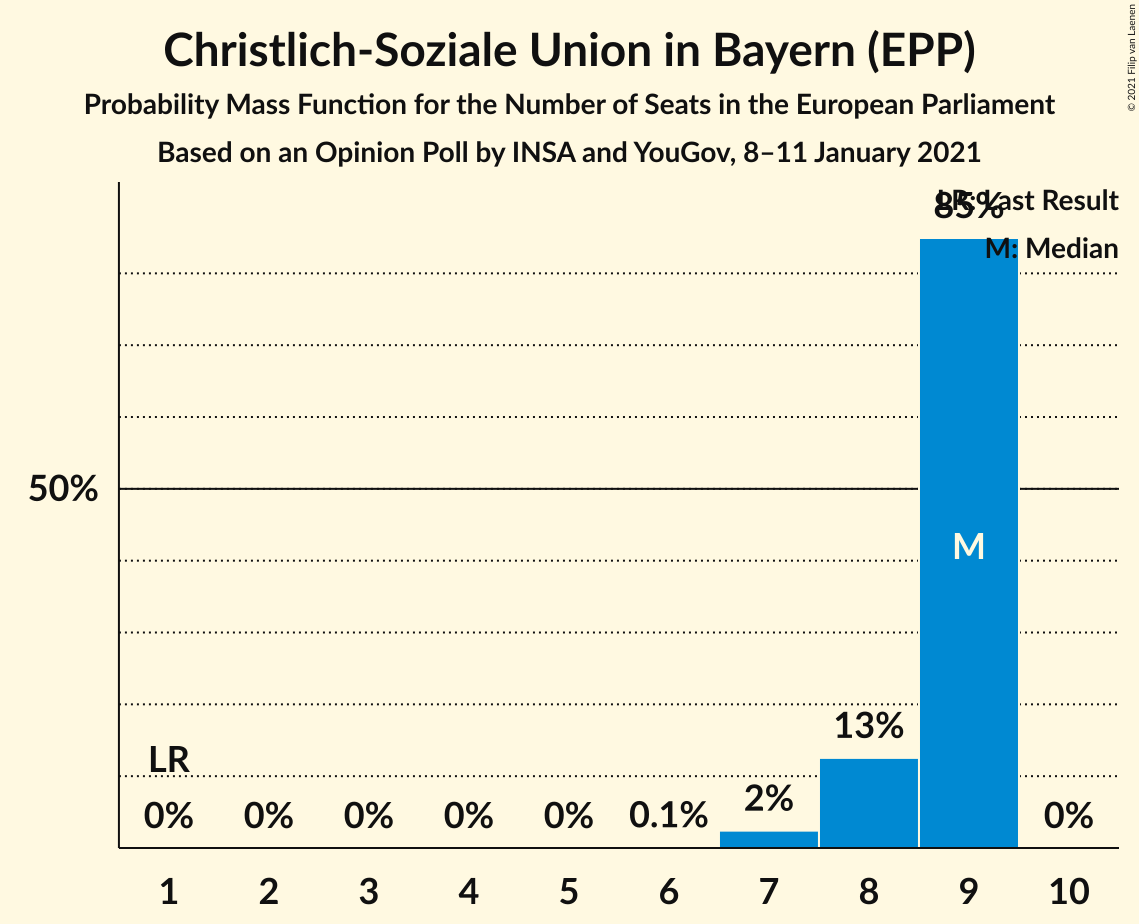 Christlich-Soziale Union in Bayern (EPP)
Probability Mass Function for the Number of Seats in the European Parliament
Based on an Opinion Poll by INSA and YouGov, 8–11 January 2021
© 2021 Filip van Laenen
LR: Last Result
85%
M: Median
50%
M
13%
LR
2%
0% 0% 0% 0% 0% 0.1% 0%
1 2 3 4 5 6 7 8 9 10